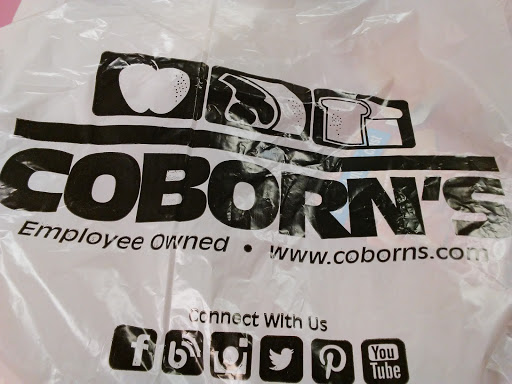 COBORN'S
Employee Owned • www.coborns.com
Connect With Us
f b You Tube